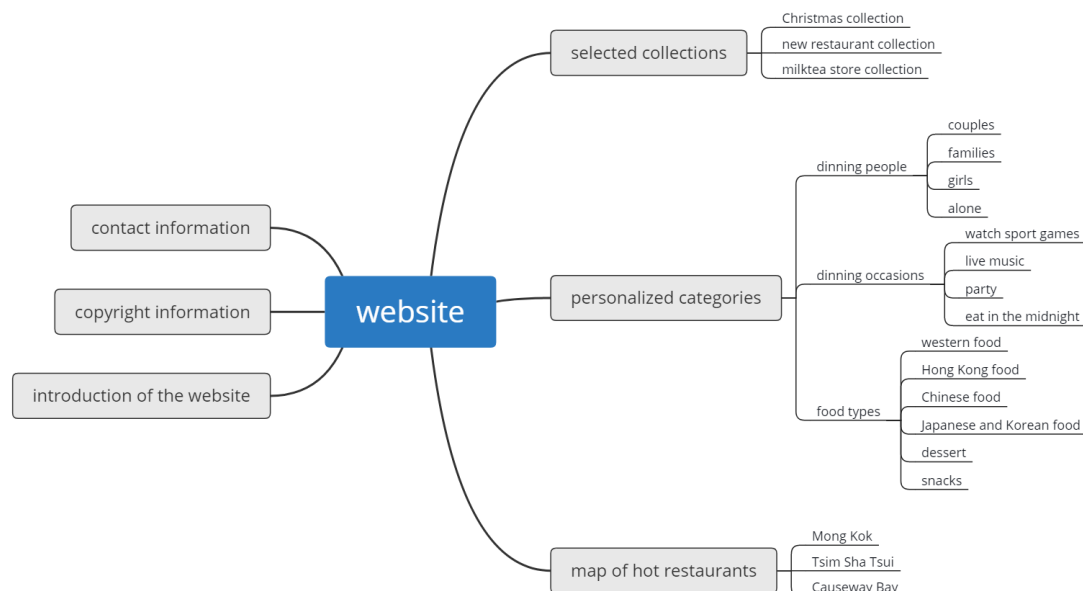 website
selected collections
Christmas collection
new restaurant collection
milktea store collection
personalized categories
dinning people
couples
families
girls
alone
dinning occasions
watch sport games
live music
party
eat in the midnight
food types
western food
Hong Kong food
Chinese food
Japanese and Korean food
dessert
snacks
map of hot restaurants
Mong Kok
Tsim Sha Tsui
Causeway Bay
contact information
copyright information
introduction of the website